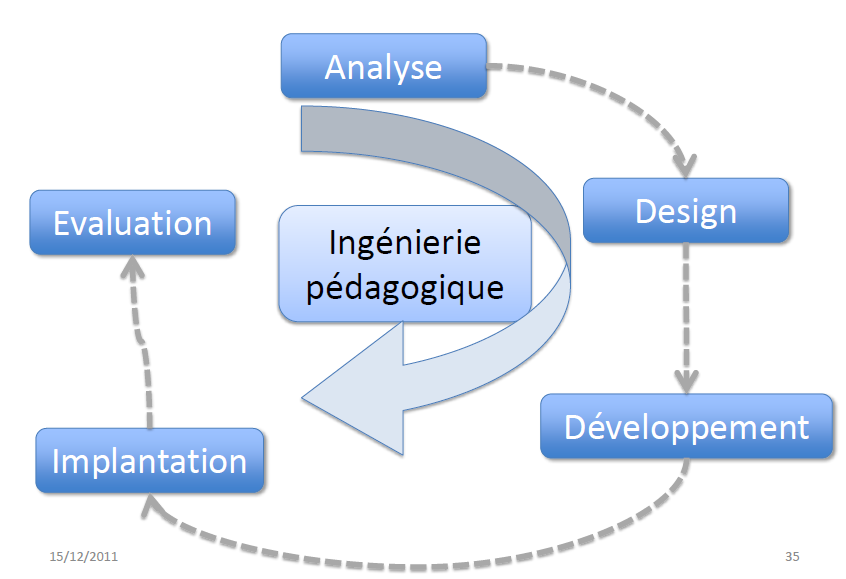 Analyse
Evaluation
Design
Ingénierie
pédagogique
Développement
Implantation
15/12/2011
35